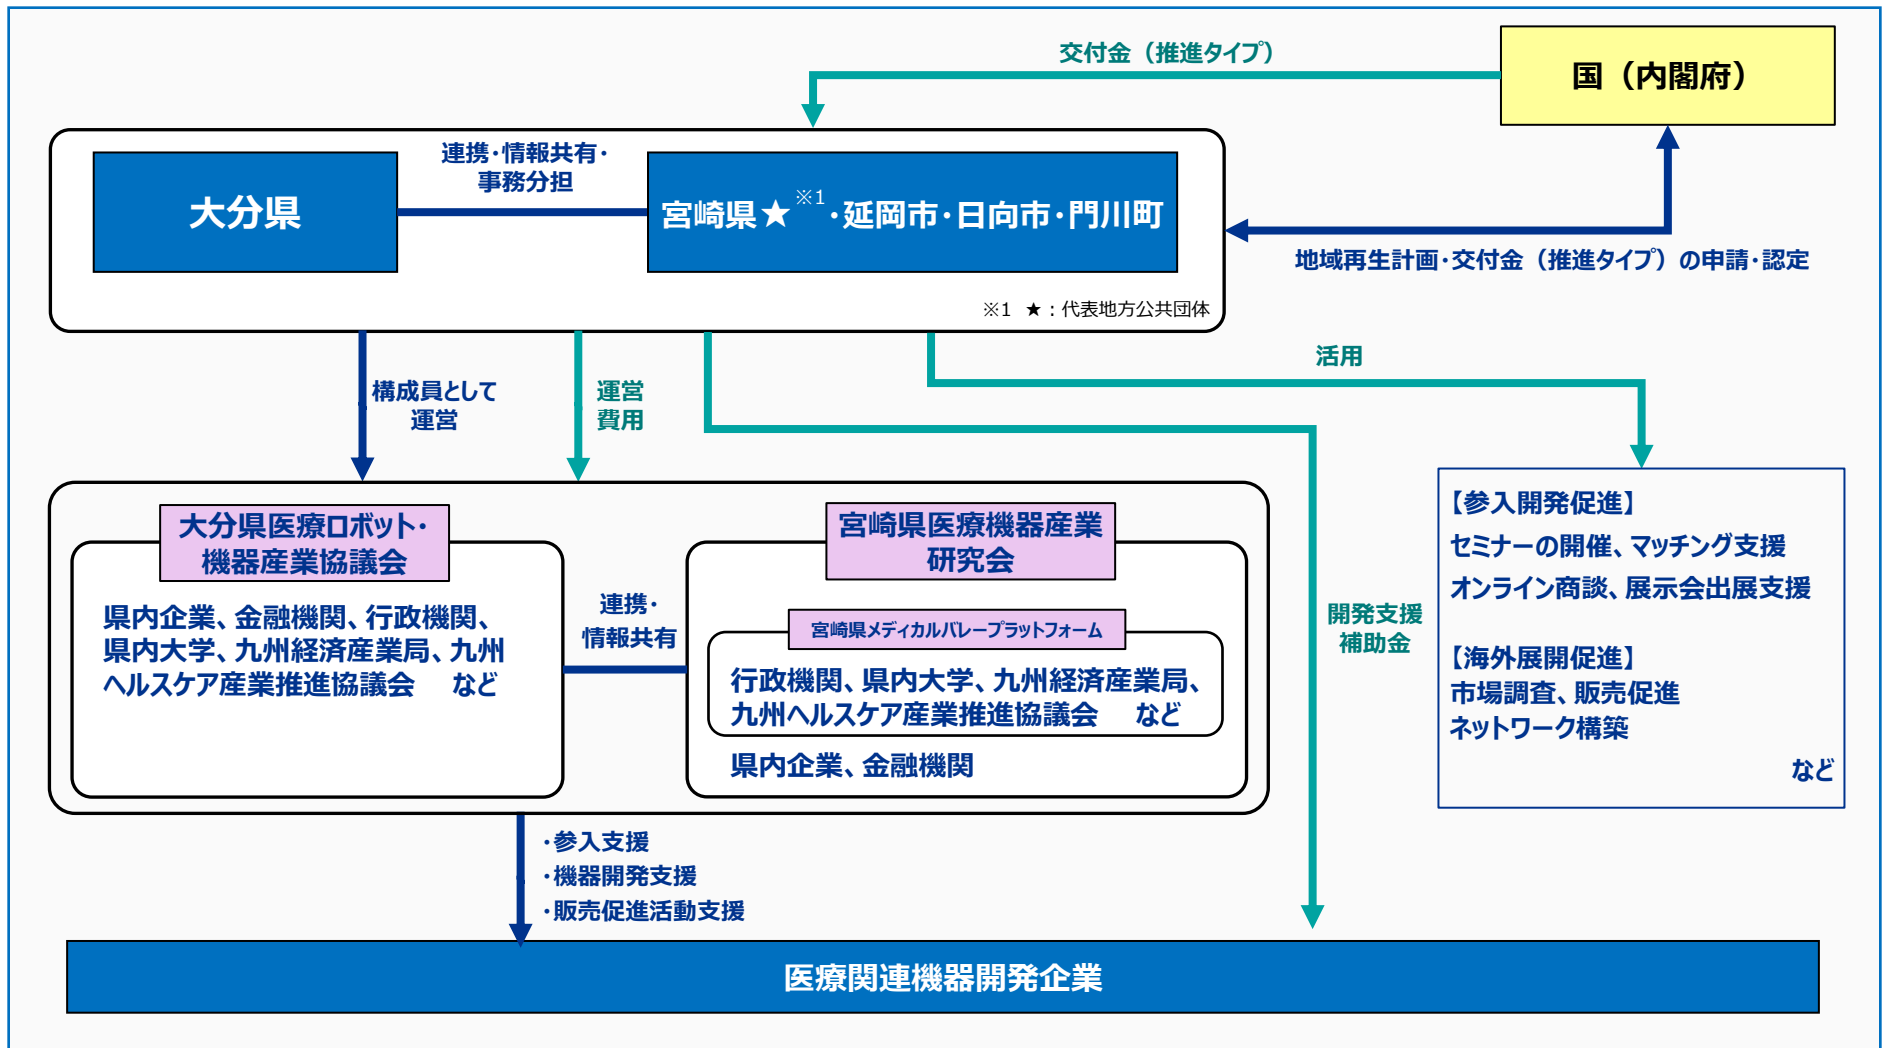 交付金（推進タイプ）
国（内閣府）
連携・情報共有・
事務分担
大分県
宮崎県★※1・延岡市・日向市・門川町
地域再生計画・交付金（推進タイプ）の申請・認定
※1 ★：代表地方公共団体
活用
構成員として
運営
運営
費用
大分県医療ロボット・
機器産業協議会
県内企業、金融機関、行政機関、
県内大学、九州経済産業局、九州
ヘルスケア産業推進協議会　など
連携・
情報共有
宮崎県医療機器産業
研究会
宮崎県メディカルバレープラットフォーム
行政機関、県内大学、九州経済産業局、
九州ヘルスケア産業推進協議会　など
県内企業、金融機関
開発支援
補助金
【参入開発促進】
セミナーの開催、マッチング支援
オンライン商談、展示会出展支援
【海外展開促進】
市場調査、販売促進
ネットワーク構築
など
・参入支援
・機器開発支援
・販売促進活動支援
医療関連機器開発企業